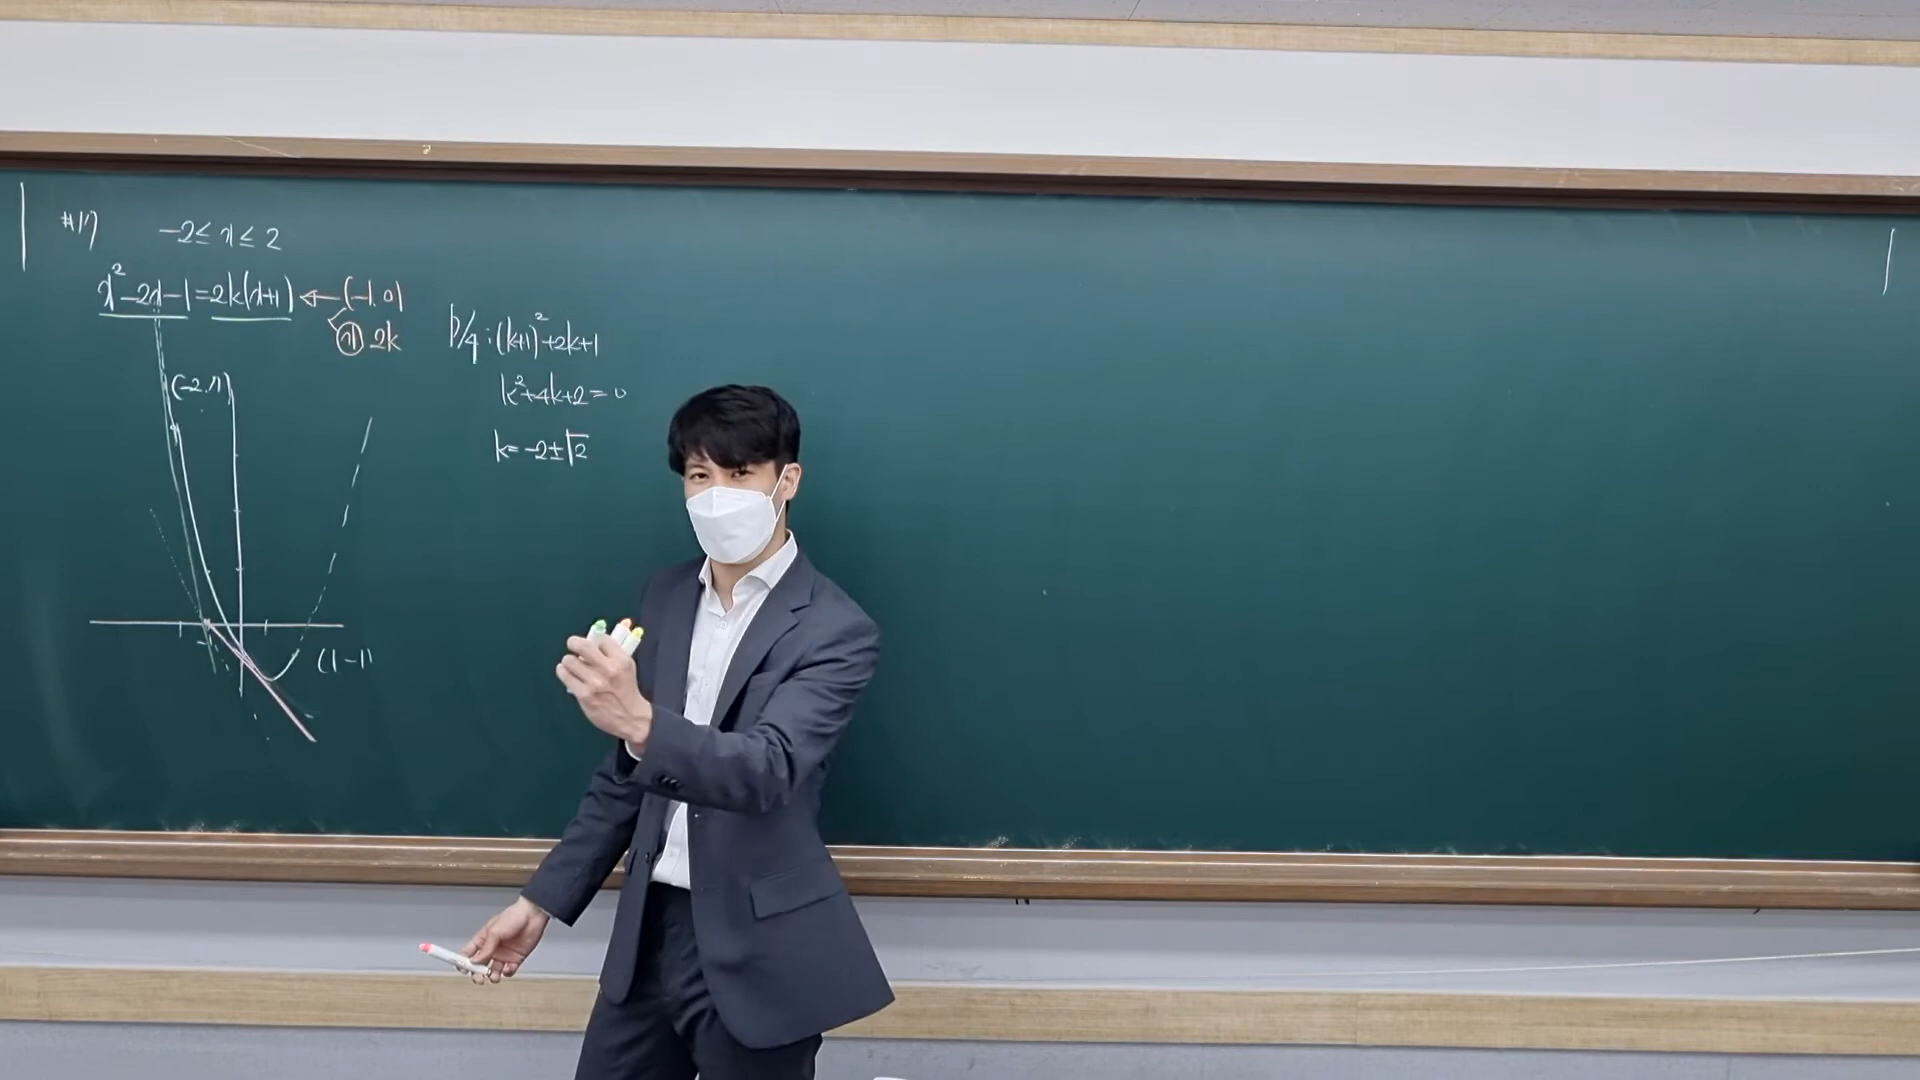 #17)
-2 ≤ x ≤ 2
x² -2x -1 = 2k(x+1) ← (-1, 0)
2k
(-2, 7)
(1 -1)
D/4 : (k+1)² +2k+1
k² +4k+2 = 0
k = -2±√2